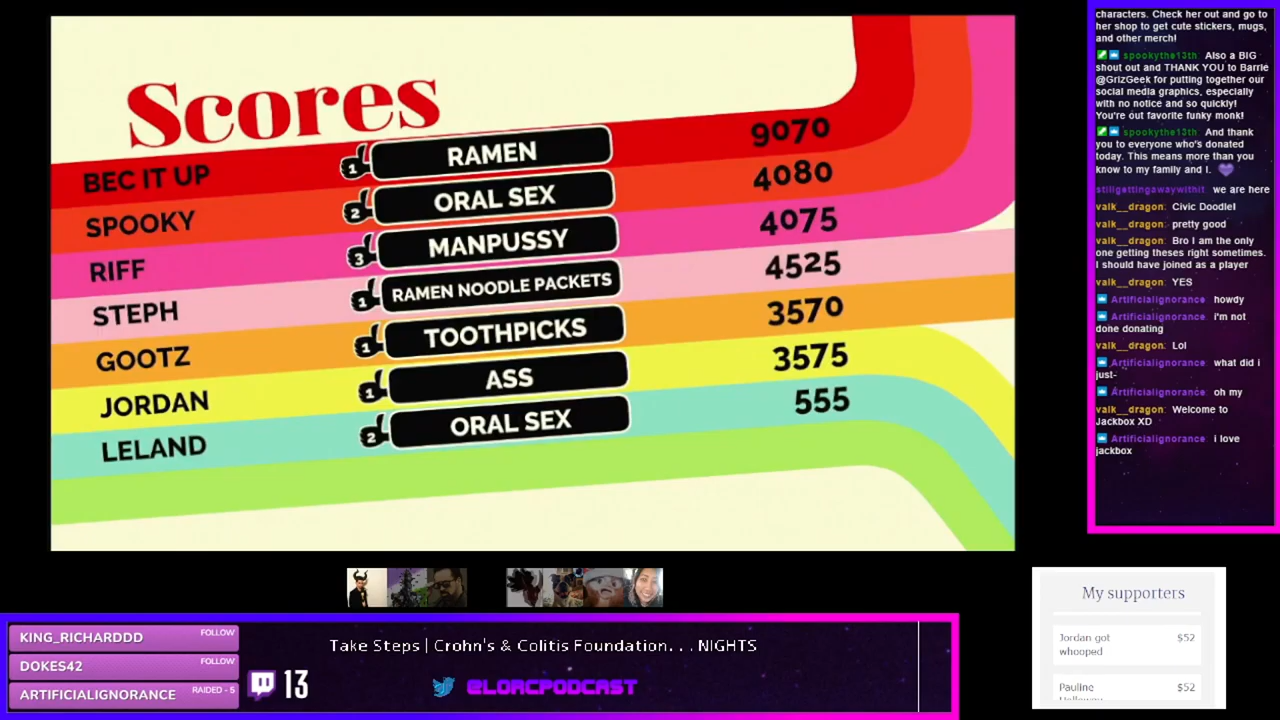 Scores
BEC IT UP 1 RAMEN 9070
SPOOKY 2 ORAL SEX 4080
RIFF 3 MANPUSSY 4075
STEPH 1 RAMEN NOODLE PACKETS 4525
GOOTZ 1 TOOTHPICKS 3570
JORDAN 1 ASS 3575
LELAND 2 ORAL SEX 555
characters. Check her out and go to
her shop to get cute stickers, mugs,
and other merch!
spookythe13th: Also a BIG
shout out and THANK YOU to Barrie
@GrizGeek for putting together our
social media graphics, especially
with no notice and so quickly!
You're out favorite funky monk!
spookythe13th: And thank
you to everyone who's donated
today. This means more than you
know to my family and I.
stillgettingawaywithit: we are here
valk__dragon: Civic Doodle!
valk__dragon: pretty good
valk__dragon: Bro I am the only
one getting theses right sometimes.
I should have joined as a player
valk__dragon: YES
Artificialignorance: howdy
Artificialignorance: i'm not
done donating
valk__dragon: Lol
Artificialignorance: what did i
just-
Artificialignorance: oh my
valk__dragon: Welcome to
Jackbox XD
Artificialignorance: i love
jackbox
KING_RICHARDDD FOLLOW
DOKES42 FOLLOW
ARTIFICIALIGNORANCE RAIDED - 5
13
Take Steps | Crohn's & Colitis Foundation. . . NIGHTS
@LORCPODCAST
My supporters
Jordan got $52
whooped
Pauline $52